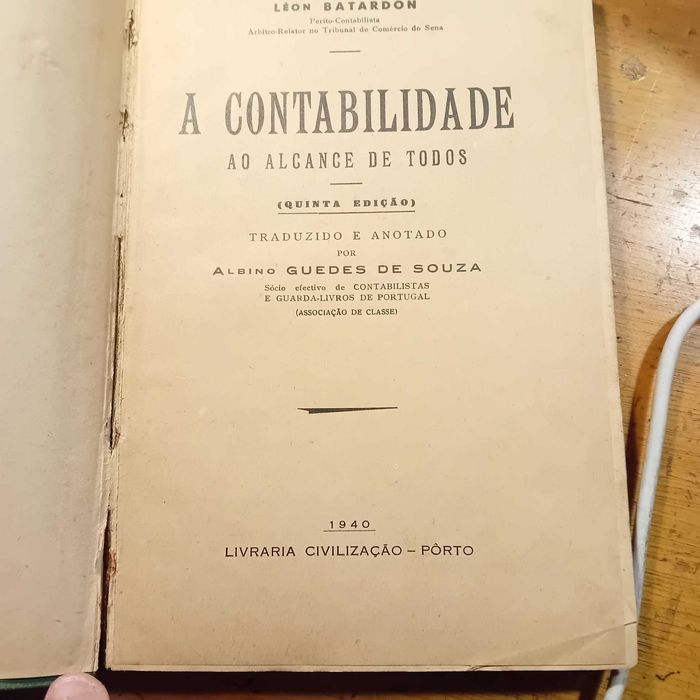 LÉON BATARDON
Perito-Contabilista
Arbitro-Relator no Tribunal de Comércio do Sena
A CONTABILIDADE
AO ALCANCE DE TODOS
(QUINTA EDIÇÃO)
TRADUZIDO E ANOTADO
POR
ALBINO GUEDES DE SOUZA
Sócio efectivo de CONTABILISTAS
E GUARDA-LIVROS DE PORTUGAL
(ASSOCIAÇÃO DE CLASSE)
1940
LIVRARIA CIVILIZAÇÃO – PÔRTO